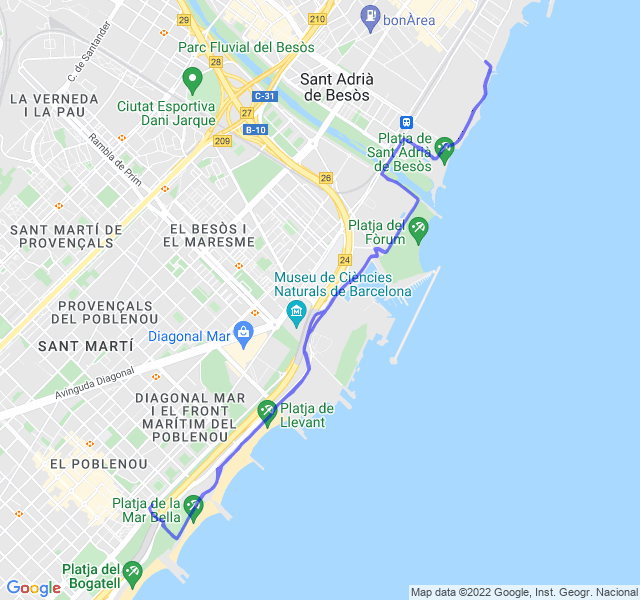 bonÀrea
210
29
C. de Santander
Parc Fluvial del Besòs
28
Sant Adrià
de Besòs
LA VERNEDA
I LA PAU
C-31
Ciutat Esportiva
Dani Jarque
27
B-10
209
Rambla de Prim
Platja de
Sant Adrià
de Besòs
26
SANT MARTÍ DE
PROVENÇALS
EL BESÒS I
EL MARESME
Platja del
Fòrum
24
Museu de Ciències
Naturals de Barcelona
PROVENÇALS
DEL POBLENOU
Diagonal Mar
SANT MARTÍ
Avinguda Diagonal
DIAGONAL MAR
I EL FRONT
MARÍTIM DEL
POBLENOU
Platja de
Llevant
EL POBLENOU
Platja de la
Mar Bella
Platja del
Bogatell
Google
Map data ©2022 Google, Inst. Geogr. Nacional